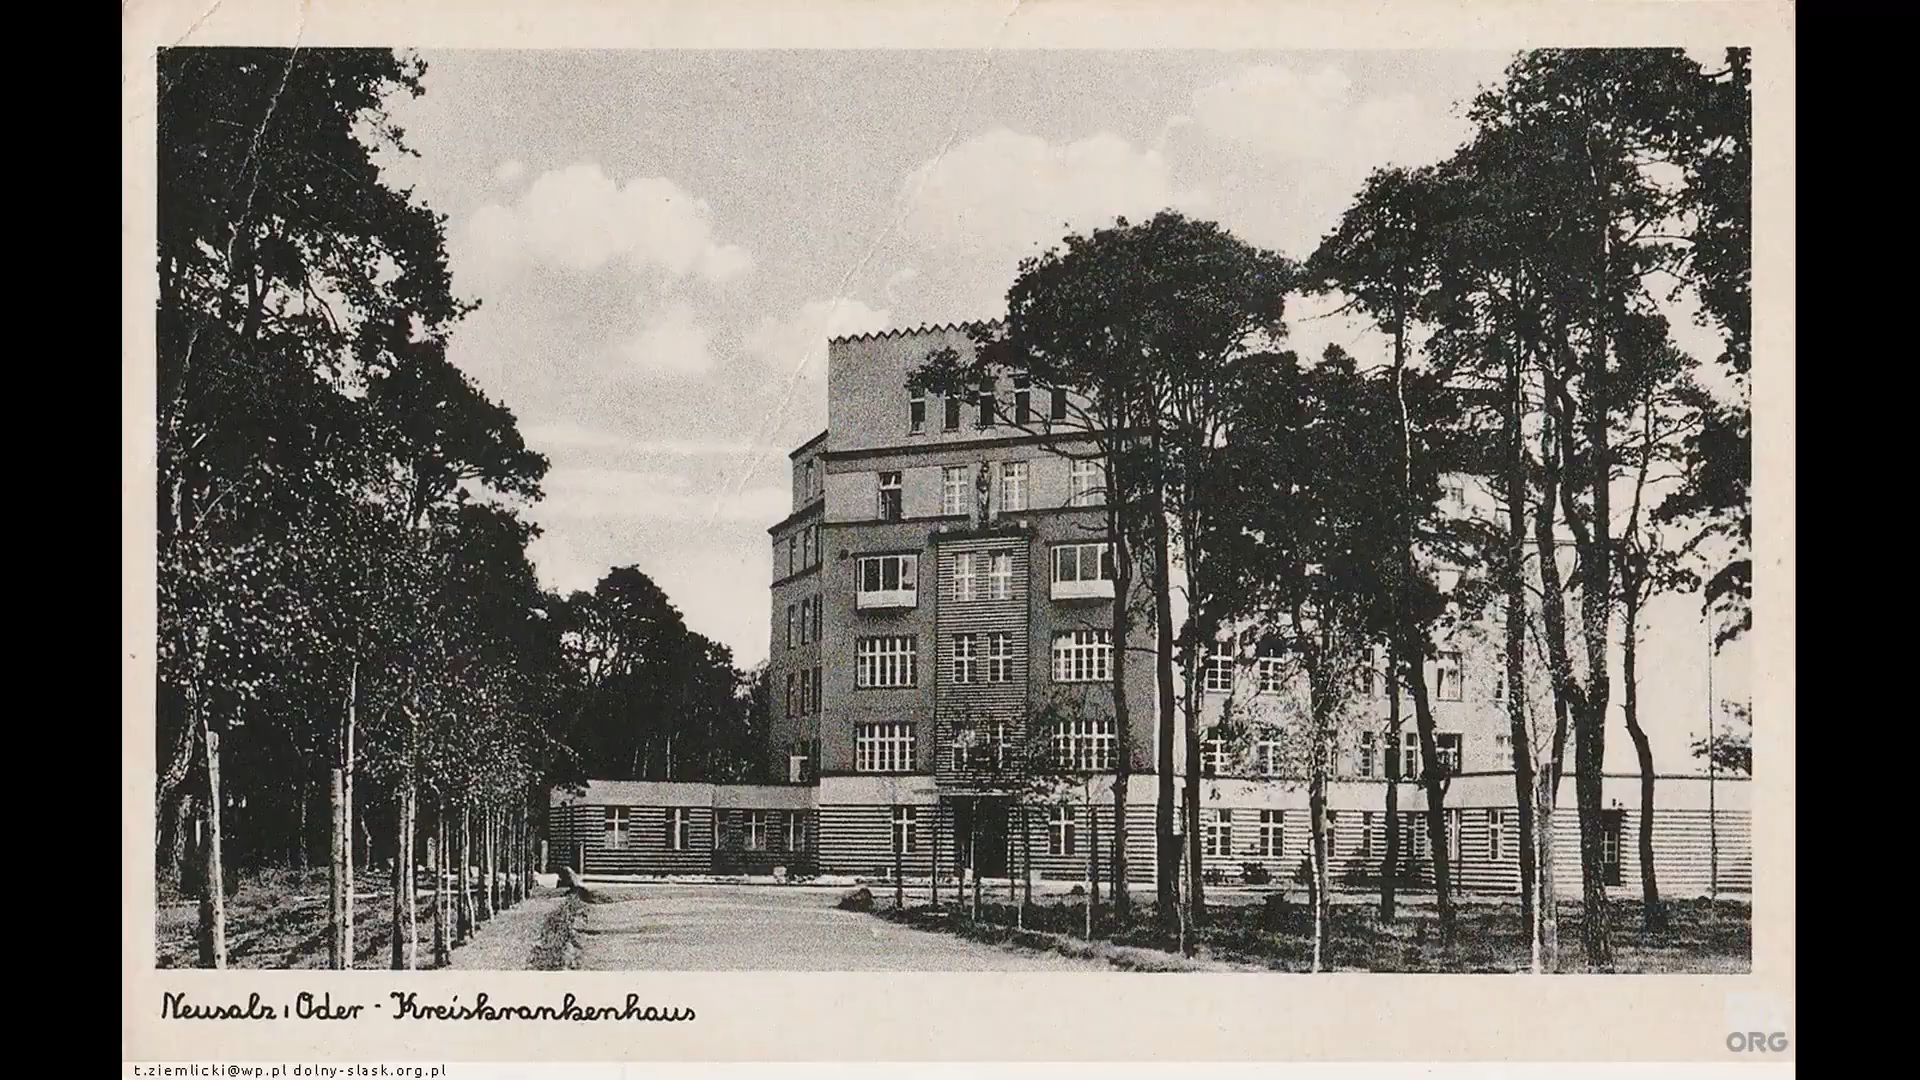 Neusalz, Oder - Kreiskrankenhaus
ORG
t.ziemlicki@wp.pl dolny-slask.org.pl